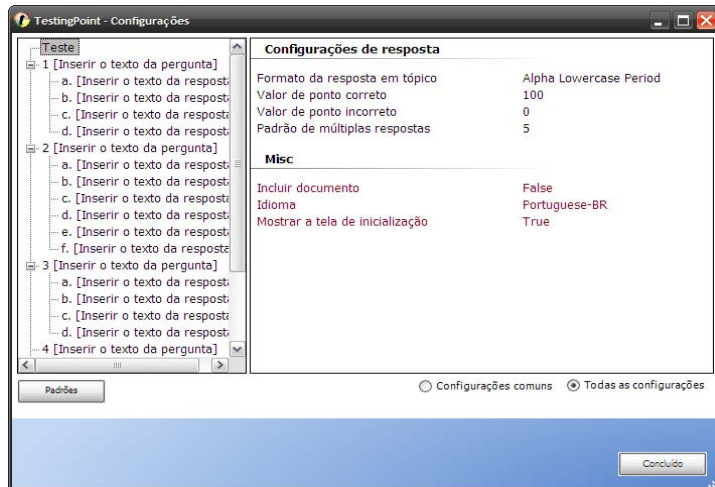 TestingPoint - Configurações
Teste
1 [Inserir o texto da pergunta]
a. [Inserir o texto da resposta
b. [Inserir o texto da resposta
c. [Inserir o texto da resposta
d. [Inserir o texto da resposta
2 [Inserir o texto da pergunta]
a. [Inserir o texto da resposta
b. [Inserir o texto da resposta
c. [Inserir o texto da resposta
d. [Inserir o texto da resposta
e. [Inserir o texto da resposta
f. [Inserir o texto da resposta
3 [Inserir o texto da pergunta]
a. [Inserir o texto da resposta
b. [Inserir o texto da resposta
c. [Inserir o texto da resposta
d. [Inserir o texto da resposta
4 [Inserir o texto da pergunta]
Configurações de resposta
Formato da resposta em tópico Alpha Lowercase Period
Valor de ponto correto 100
Valor de ponto incorreto 0
Padrão de múltiplas respostas 5
Misc
Incluir documento False
Idioma Portuguese-BR
Mostrar a tela de inicialização True
Padrões
Configurações comuns Todas as configurações
Concluído